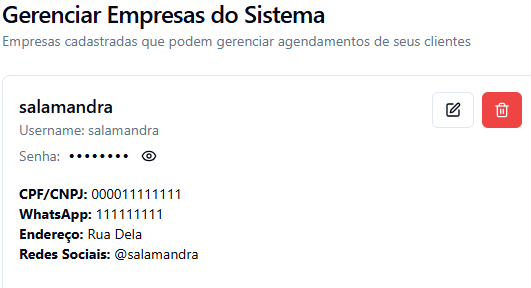 Gerenciar Empresas do Sistema
Empresas cadastradas que podem gerenciar agendamentos de seus clientes
salamandra
Username: salamandra
Senha: ••••••••
CPF/CNPJ: 000011111111
WhatsApp: 111111111
Endereço: Rua Dela
Redes Sociais: @salamandra